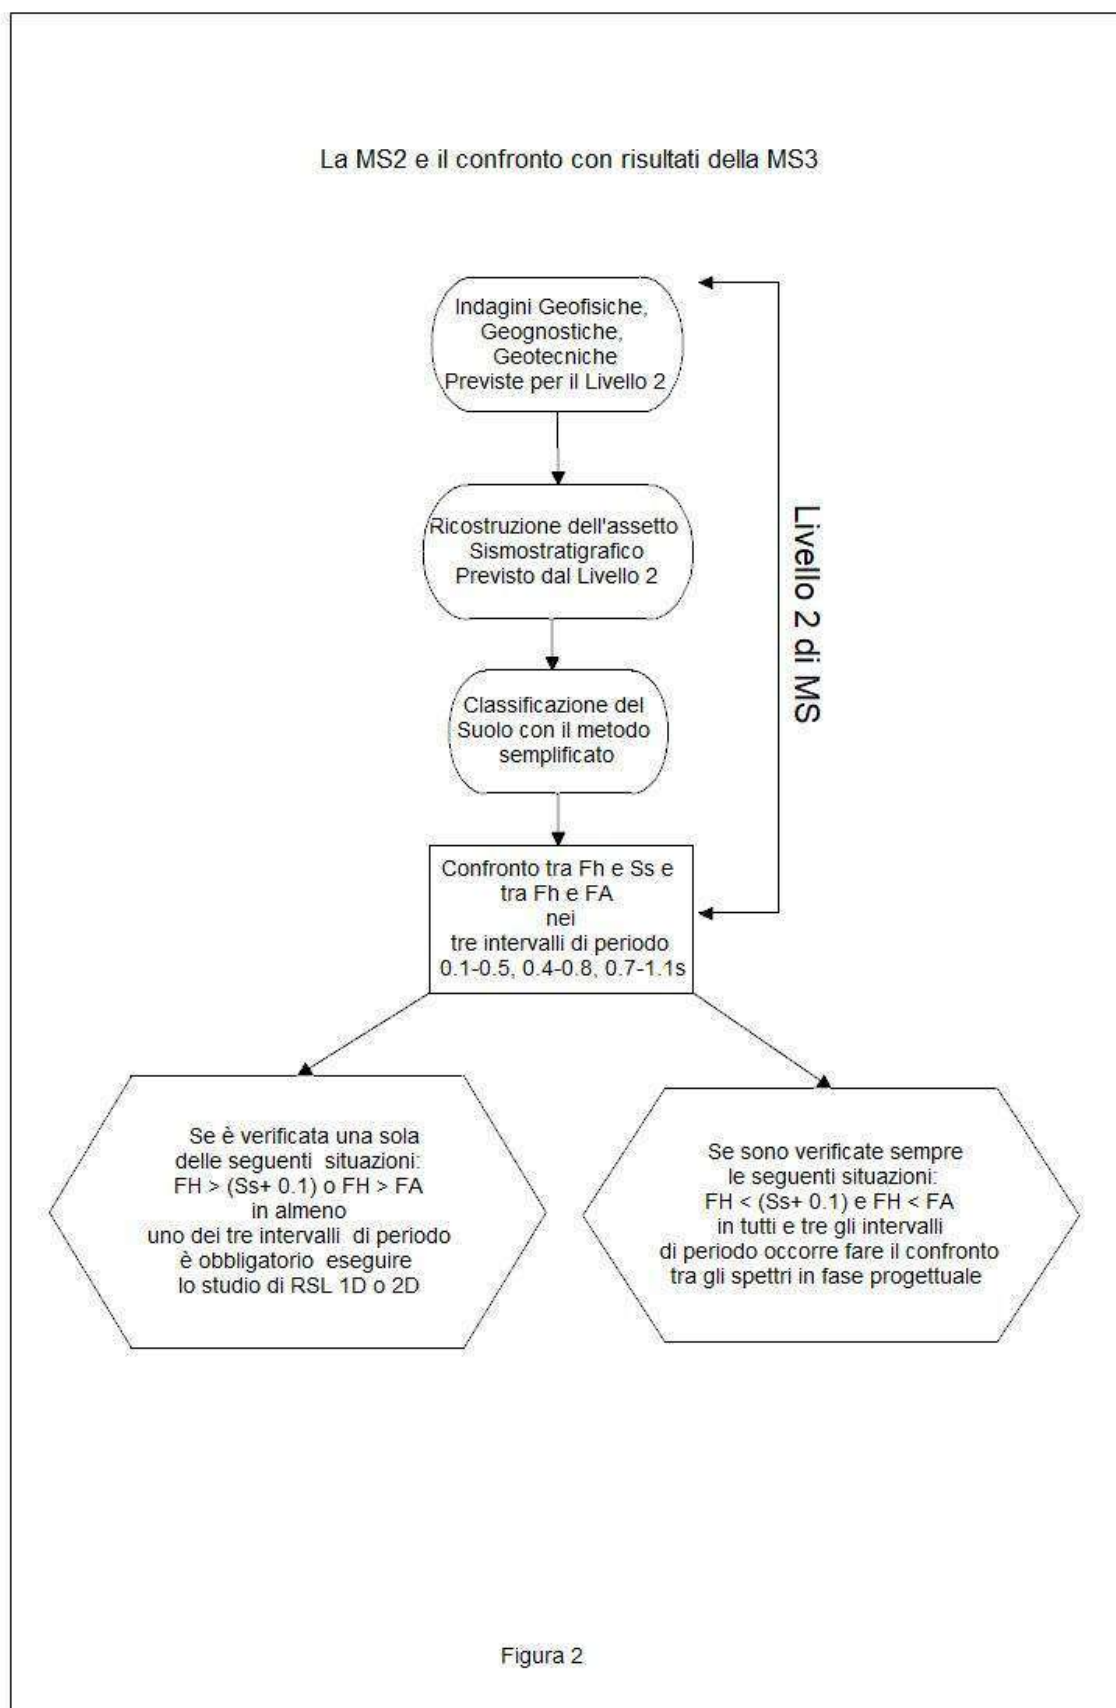 La MS2 e il confronto con risultati della MS3
Indagini Geofisiche,
Geognostiche,
Geotecniche
Previste per il Livello 2
Ricostruzione dell'assetto
Sismostratigrafico
Previsto dal Livello 2
Livello 2 di MS
Classificazione del
Suolo con il metodo
semplificato
Confronto tra Fh e Ss e
tra Fh e FA
nei
tre intervalli di periodo
0.1-0.5, 0.4-0.8, 0.7-1.1s
Se è verificata una sola
delle seguenti situazioni:
FH > (Ss+ 0.1) o FH > FA
in almeno
uno dei tre intervalli di periodo
è obbligatorio eseguire
lo studio di RSL 1D o 2D
Se sono verificate sempre
le seguenti situazioni:
FH < (Ss+ 0.1) e FH < FA
in tutti e tre gli intervalli
di periodo occorre fare il confronto
tra gli spettri in fase progettuale
Figura 2